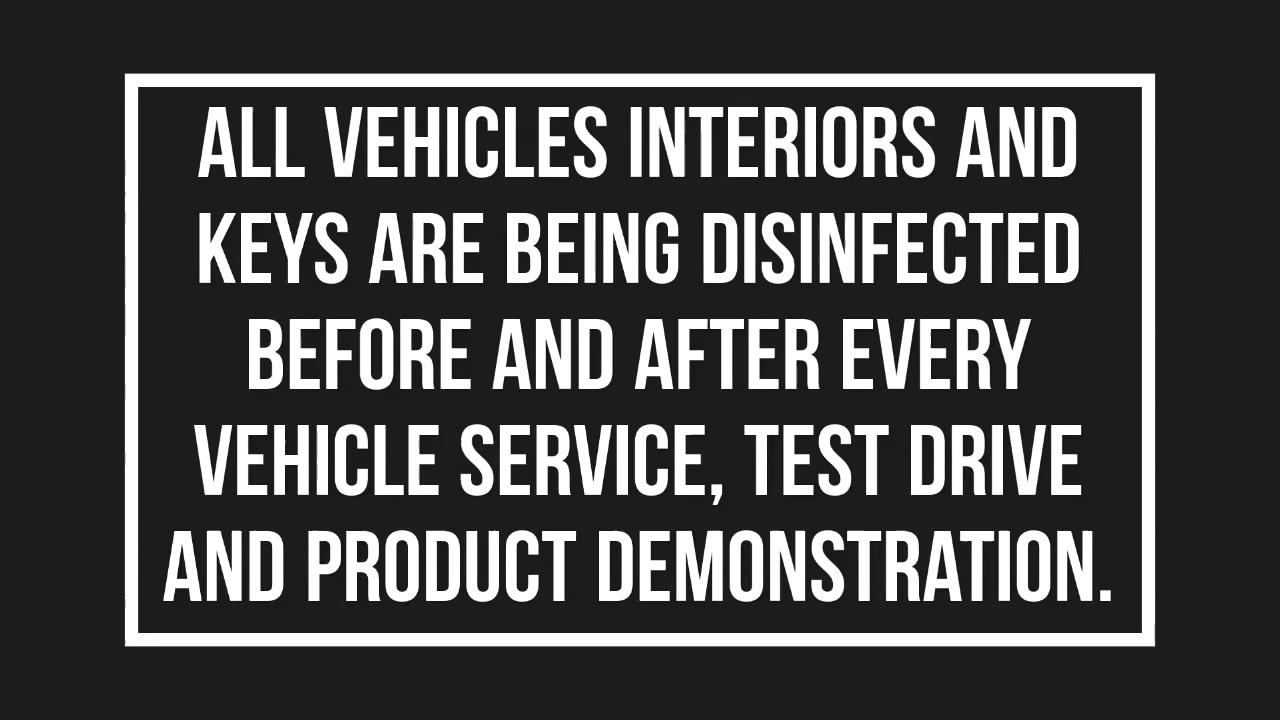 ALL VEHICLES INTERIORS AND
KEYS ARE BEING DISINFECTED
BEFORE AND AFTER EVERY
VEHICLE SERVICE, TEST DRIVE
AND PRODUCT DEMONSTRATION.